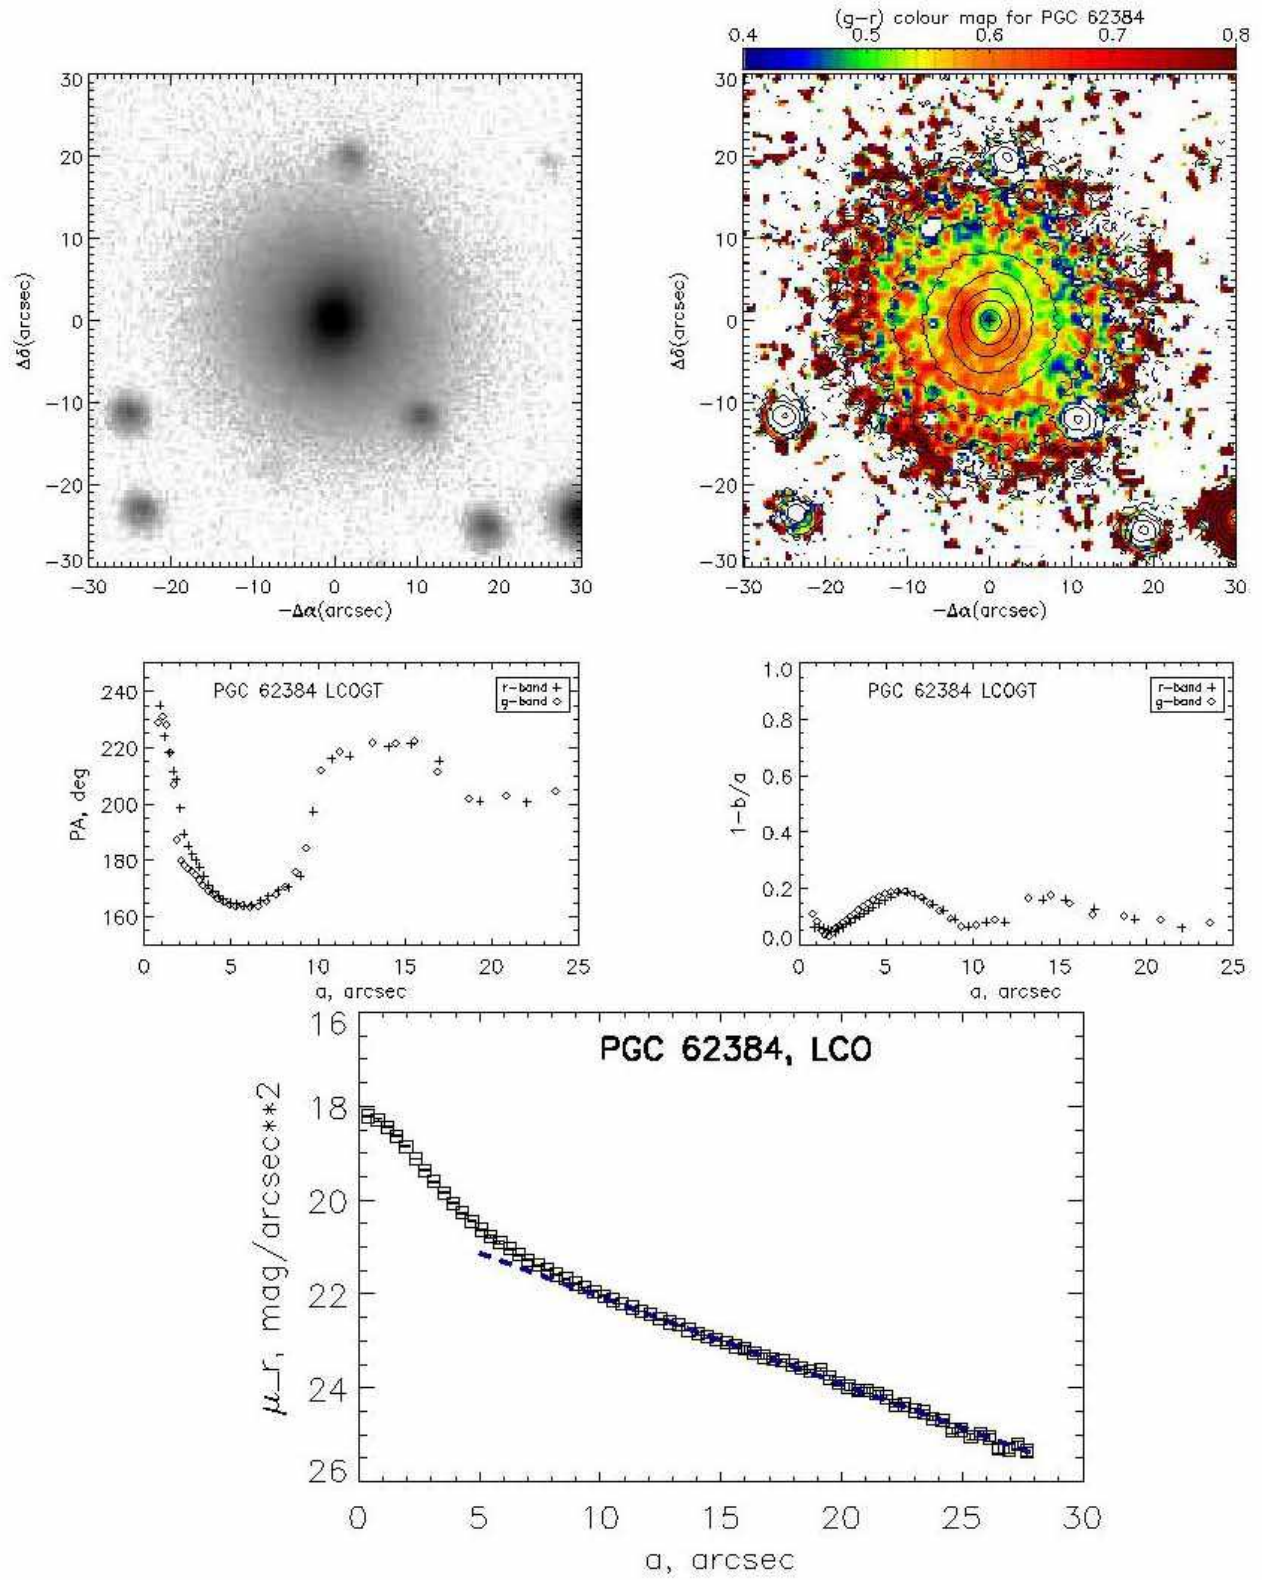 (g-r) colour map for PGC 62384
0.4 0.5 0.6 0.7 0.8
30
20
10
0
-10
-20
-30
-30 -20 -10 0 10 20 30
Δδ(arcsec)
-Δα(arcsec)
30
20
10
0
-10
-20
-30
-30 -20 -10 0 10 20 30
Δδ(arcsec)
-Δα(arcsec)
PGC 62384 LCOGT
r-band +
g-band ◇
240
220
200
180
160
PA, deg
0 5 10 15 20 25
a, arcsec
PGC 62384 LCOGT
r-band +
g-band ◇
1.0
0.8
0.6
0.4
0.2
0.0
1-b/a
0 5 10 15 20 25
a, arcsec
PGC 62384, LCO
16
18
20
22
24
26
μ_r, mag/arcsec**2
0 5 10 15 20 25 30
a, arcsec